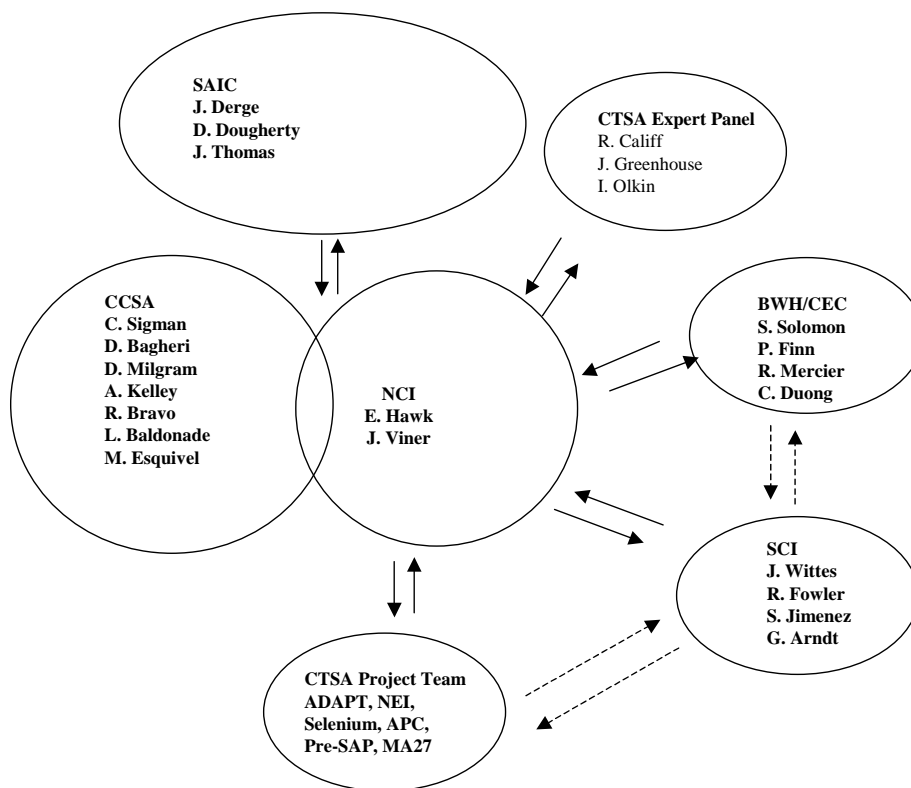 SAIC
J. Derge
D. Dougherty
J. Thomas
CTSA Expert Panel
R. Califf
J. Greenhouse
I. Olkin
CCSA
C. Sigman
D. Bagheri
D. Milgram
A. Kelley
R. Bravo
L. Baldonade
M. Esquivel
NCI
E. Hawk
J. Viner
BWH/CEC
S. Solomon
P. Finn
R. Mercier
C. Duong
SCI
J. Wittes
R. Fowler
S. Jimenez
G. Arndt
CTSA Project Team
ADAPT, NEI,
Selenium, APC,
Pre-SAP, MA27